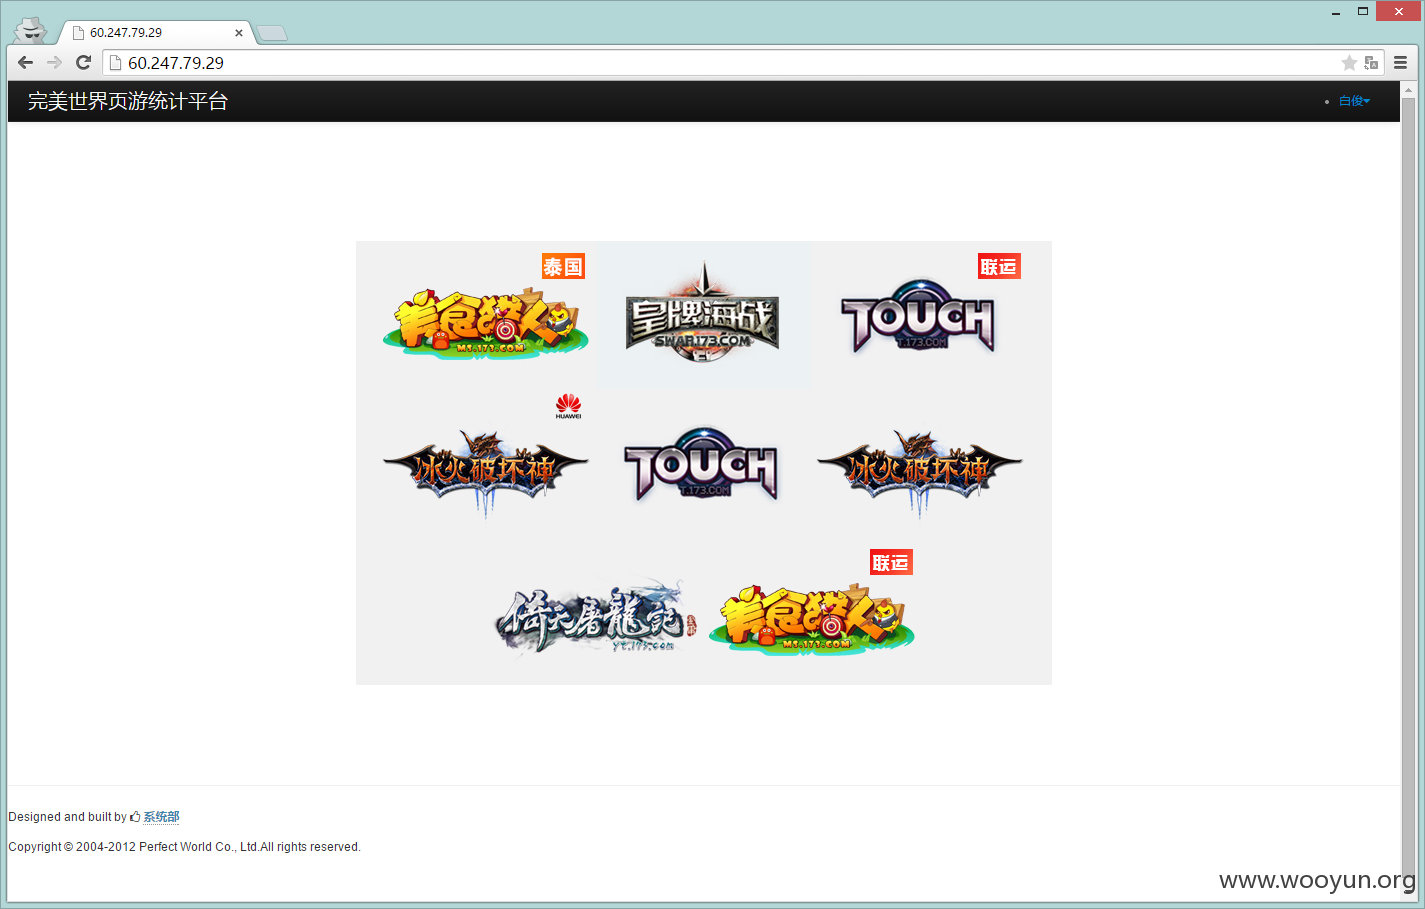 60.247.79.29
60.247.79.29
完美世界页游统计平台
白俊
泰国
美食猎人
MS.173.COM
皇牌海战
SWAR.173.COM
联运
TOUCH
T.173.COM
HUAWEI
冰火破坏神
TOUCH
T.173.COM
冰火破坏神
倚天屠龍记
yt.173.com
联运
美食猎人
MS.173.COM
Designed and built by 系统部
Copyright © 2004-2012 Perfect World Co., Ltd.All rights reserved.
www.wooyun.org